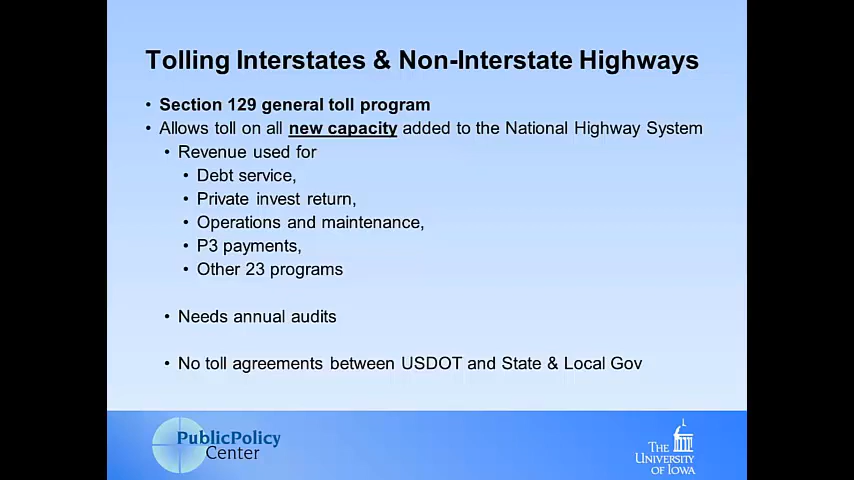 Tolling Interstates & Non-Interstate Highways
• Section 129 general toll program
• Allows toll on all new capacity added to the National Highway System
• Revenue used for
• Debt service,
• Private invest return,
• Operations and maintenance,
• P3 payments,
• Other 23 programs
• Needs annual audits
• No toll agreements between USDOT and State & Local Gov
PublicPolicy
Center
THE
UNIVERSITY
OF IOWA